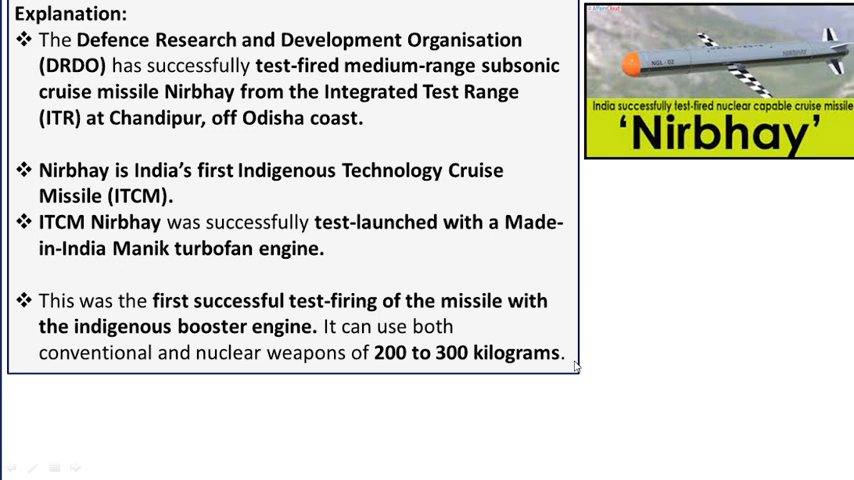 Explanation:
❖ The Defence Research and Development Organisation
(DRDO) has successfully test-fired medium-range subsonic
cruise missile Nirbhay from the Integrated Test Range
(ITR) at Chandipur, off Odisha coast.
❖ Nirbhay is India’s first Indigenous Technology Cruise
Missile (ITCM).
❖ ITCM Nirbhay was successfully test-launched with a Made-
in-India Manik turbofan engine.
❖ This was the first successful test-firing of the missile with
the indigenous booster engine. It can use both
conventional and nuclear weapons of 200 to 300 kilograms.
AffairsCloud
NGL - 02
NIRBHAY
India successfully test-fired nuclear capable cruise missile
‘Nirbhay’